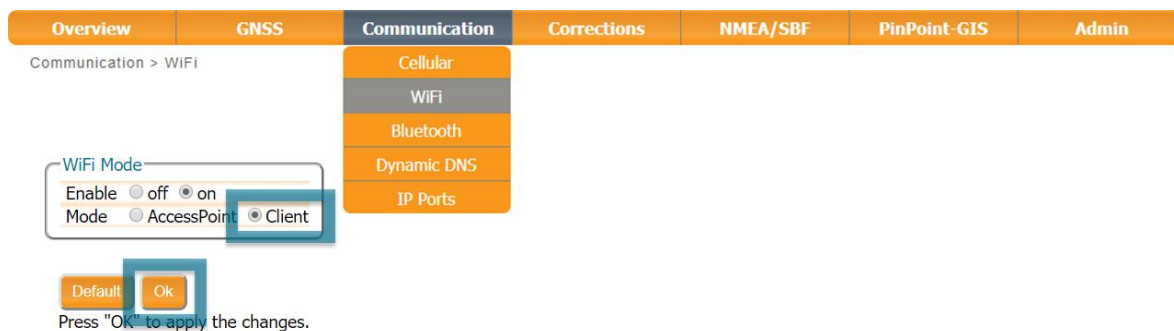 Overview GNSS Communication Corrections NMEA/SBF PinPoint-GIS Admin
Communication > WiFi
Cellular
WiFi
Bluetooth
Dynamic DNS
IP Ports
WiFi Mode
Enable off on
Mode AccessPoint Client
Default Ok
Press "OK" to apply the changes.